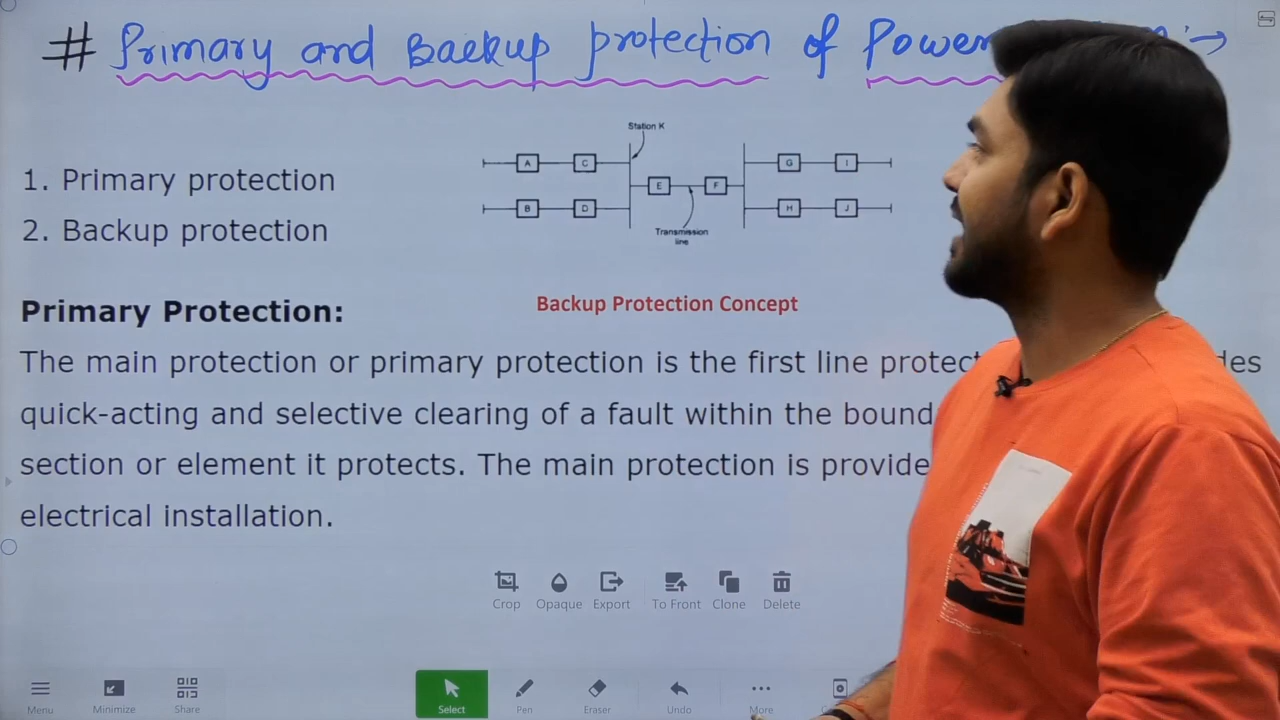 # Primary and Backup protection of Power
1. Primary protection
2. Backup protection
Station K
A C G I
E F
B D H J
Transmission
line
Backup Protection Concept
Primary Protection:
The main protection or primary protection is the first line
quick-acting and selective clearing of a fault within the
section or element it protects. The main protection is
electrical installation.
Crop Opaque Export To Front Clone Delete
Menu Minimize Share Select Pen Eraser Undo More